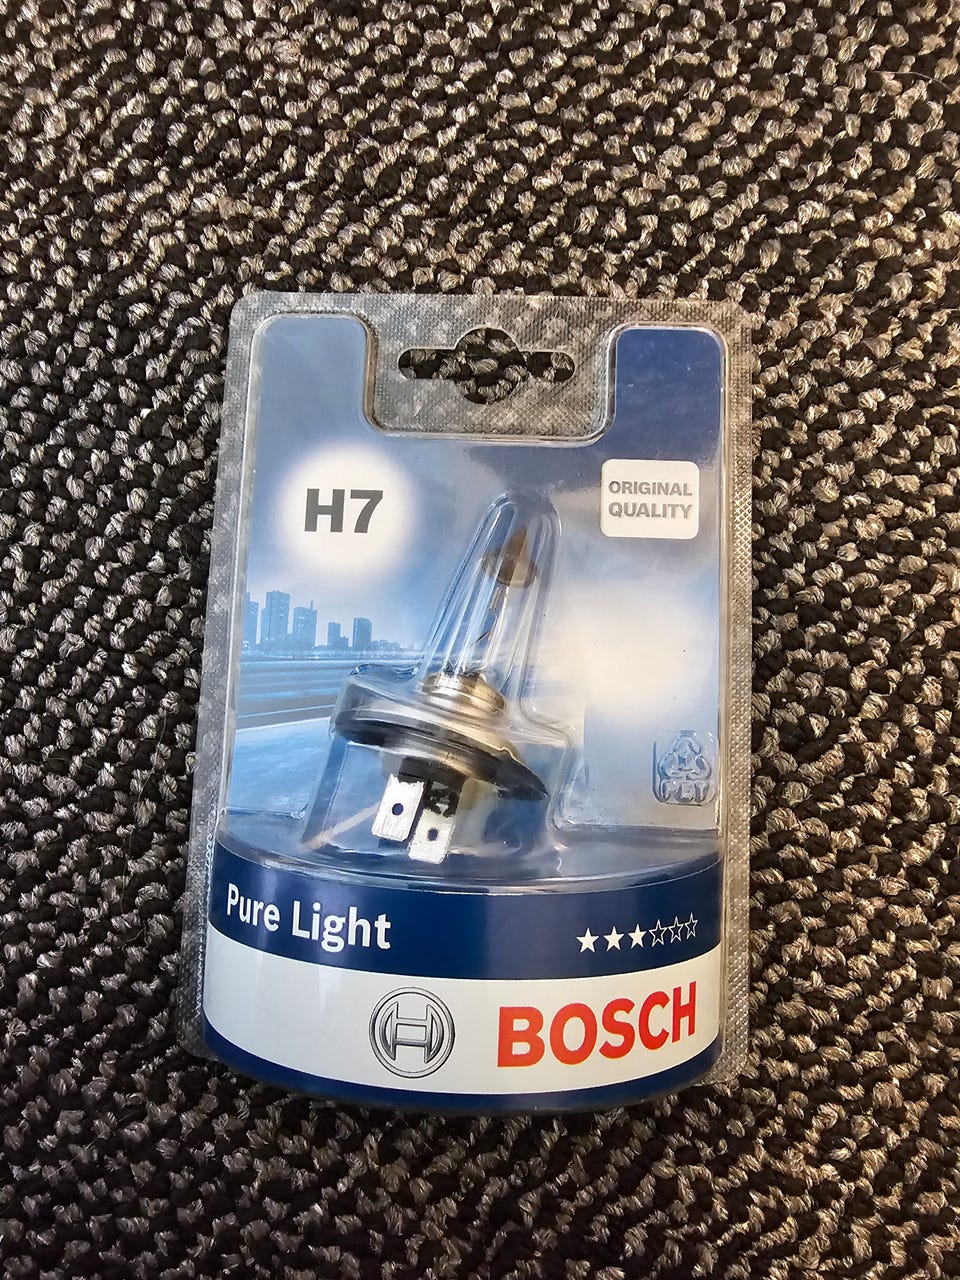 H7
ORIGINAL
QUALITY
PET
Pure Light
BOSCH